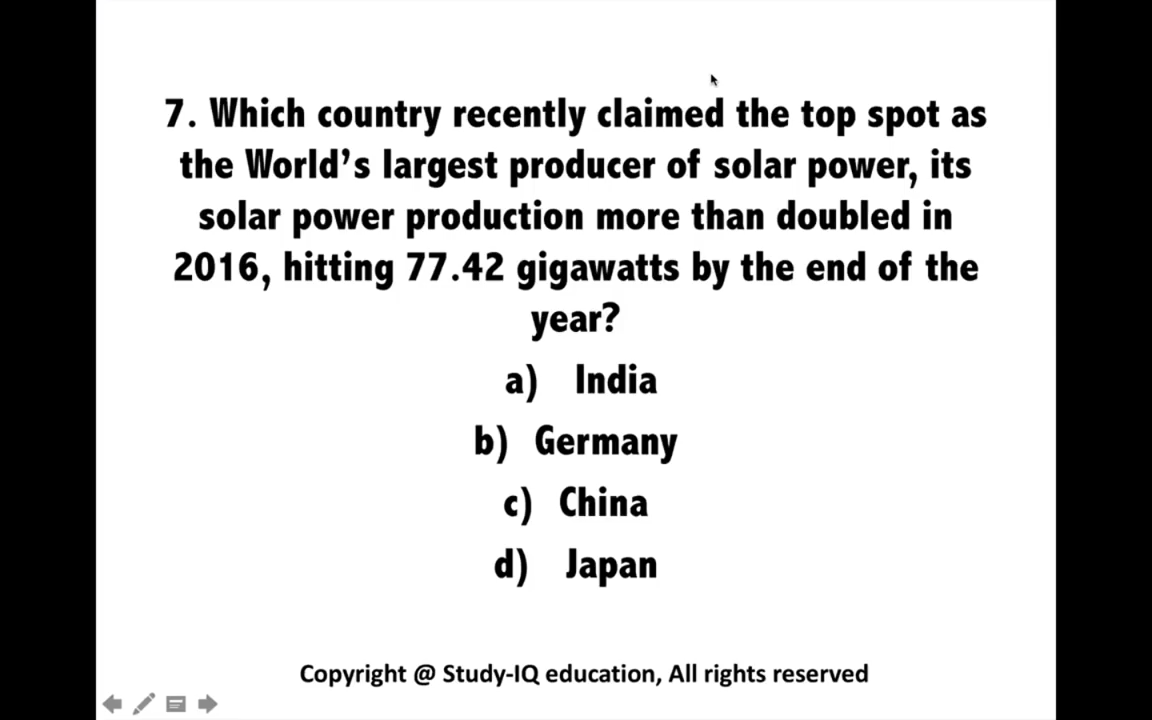 7. Which country recently claimed the top spot as
the World's largest producer of solar power, its
solar power production more than doubled in
2016, hitting 77.42 gigawatts by the end of the
year?
a) India
b) Germany
c) China
d) Japan
Copyright @ Study-IQ education, All rights reserved